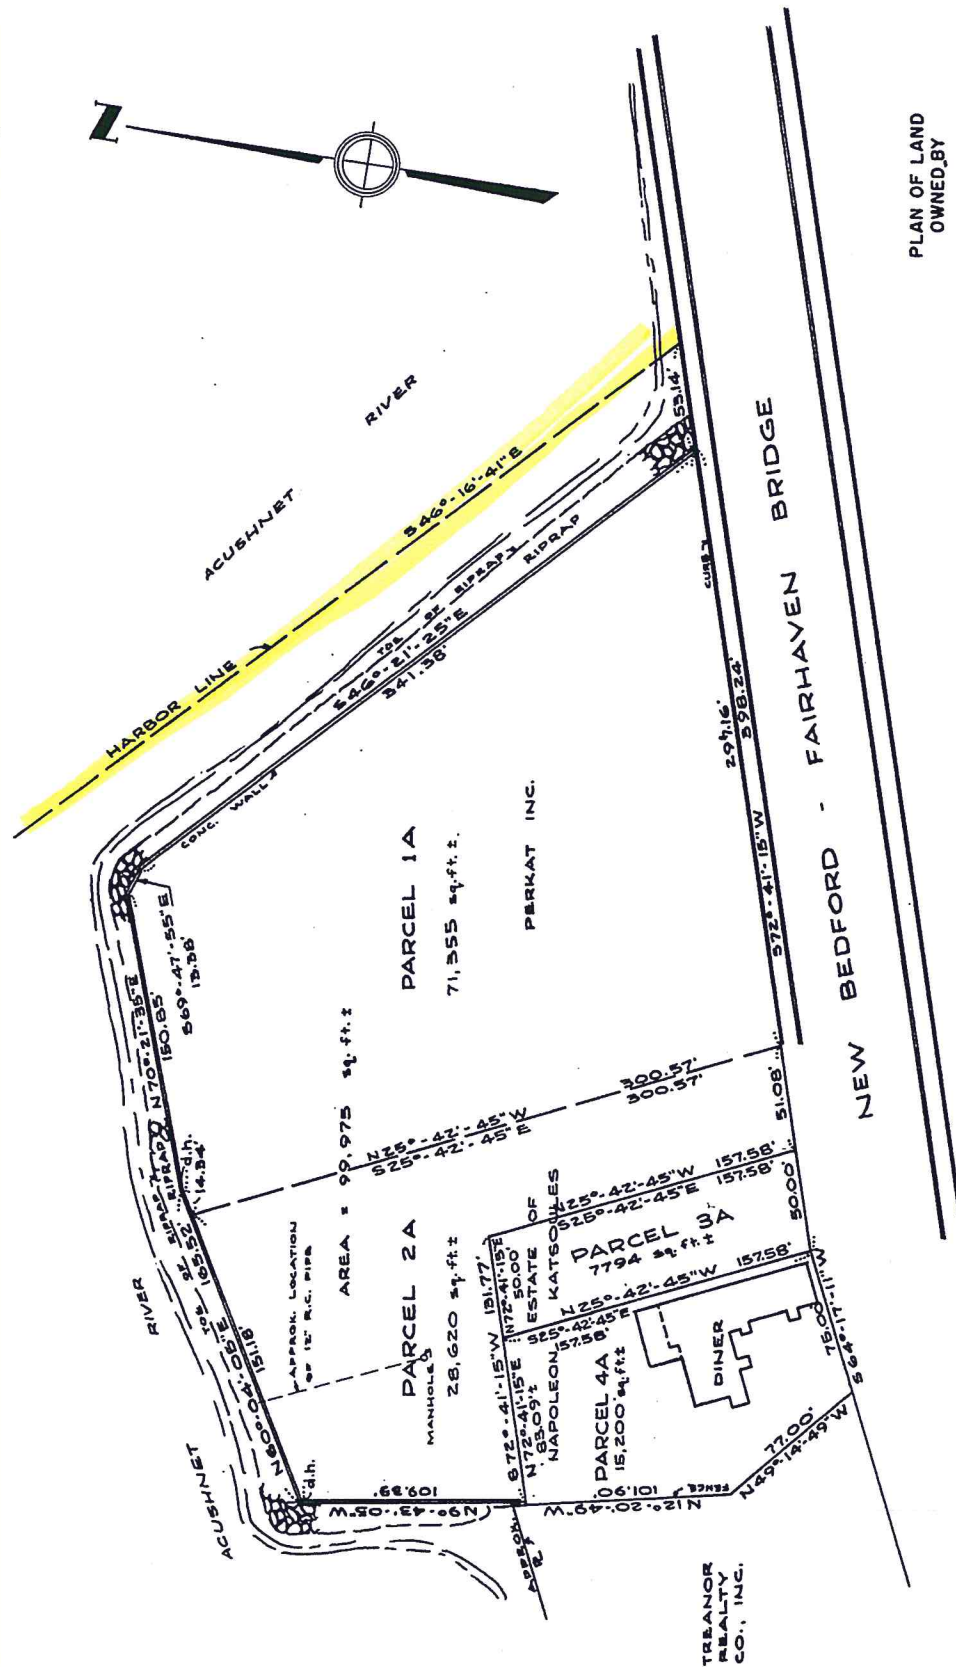 N
ACUSHNET
RIVER
HARBOR LINE
S46°-16'-41"E
ACUSHNET
RIVER
TOE OF RIPRAP
RIPRAP
S46°-21'-25"E
341.38'
RIPRAP
CONC. WALL
S69°-47'-55"E
13.38'
N70°-21'-35"E
150.85'
TOE OF RIPRAP
165.52'
d.h.
14.34'
N60°-04'-05"E
151.18'
d.h.
APPROX. LOCATION
OF 12" R.C. PIPE
AREA = 99,975 sq.ft.±
PARCEL 1A
71,355 sq.ft.±
PERKAT INC.
PARCEL 2A
MANHOLE
28,620 sq.ft.±
N25°-42'-45"W
S25°-42'-45"E
300.57'
300.57'
53.14'
CURB
297.16'
398.24'
S72°-41'-15"W
51.08'
50.00'
N25°-42'-45"W
157.58'
S25°-42'-45"E
157.58'
S72°-41'-15"W
131.77'
N72°-41'-15"E
50.00'
N72°-41'-15"E
83.09'±
ESTATE OF
NAPOLEON KATSOULES
PARCEL 3A
7794 sq.ft.±
N25°-42'-45"W
157.58'
S25°-42'-45"E
57.58'
PARCEL 4A
15,200 sq.ft.±
DINER
75.00'
S64°-17'-11"W
77.00'
N49°-14'-49"W
FENCE
101.90'
N12°-20'-49"W
109.39'
N9°-43'-05"W
APPROX.
TREANOR
REALTY
CO., INC.
NEW BEDFORD - FAIRHAVEN BRIDGE
PLAN OF LAND
OWNED BY